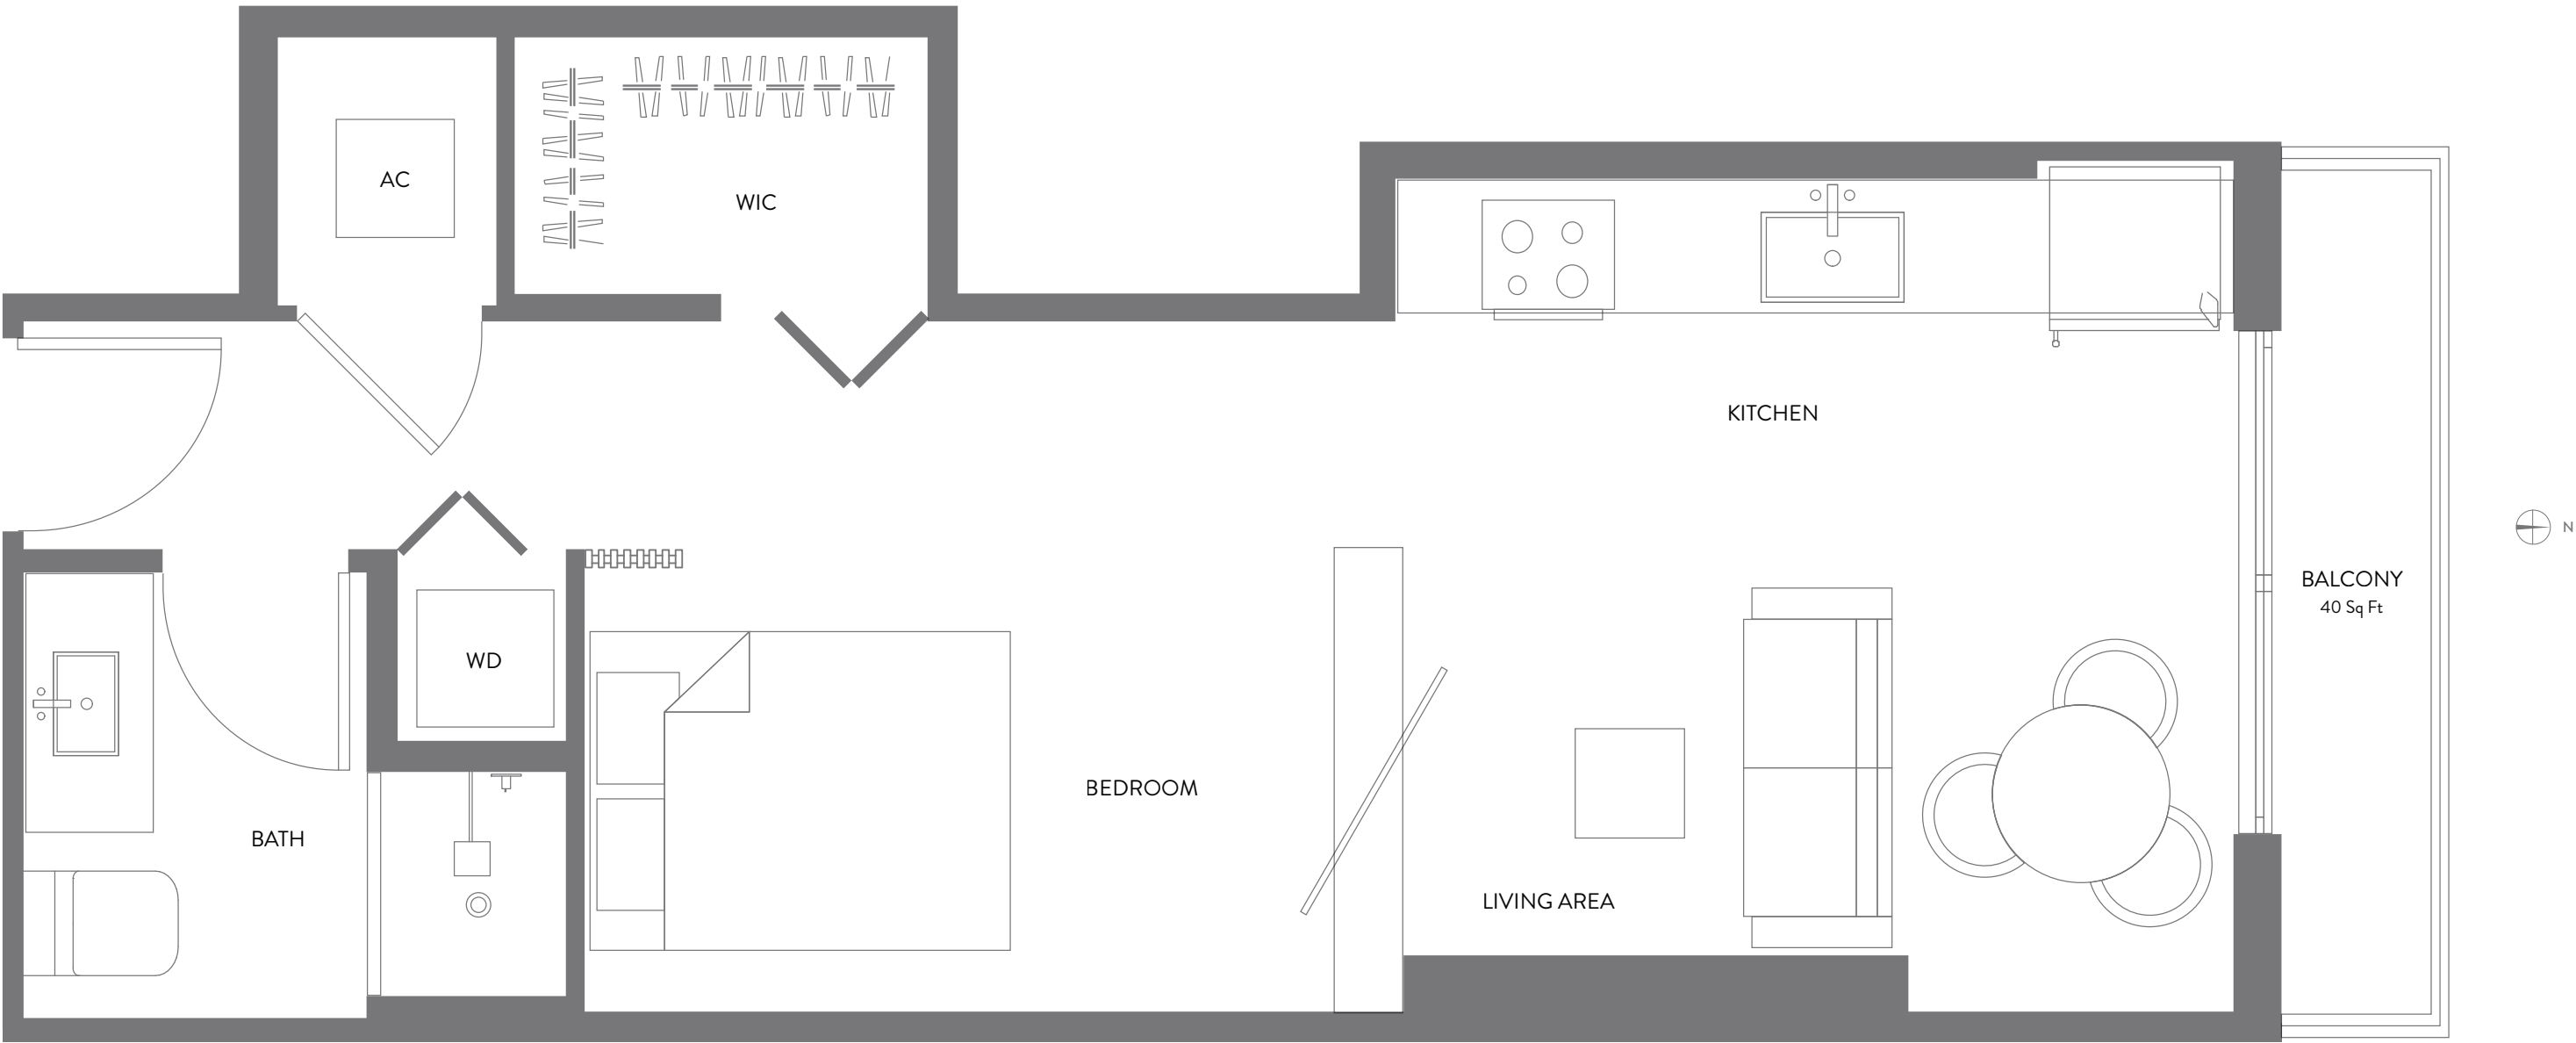 AC
WIC
KITCHEN
N
BALCONY
40 Sq Ft
WD
BEDROOM
BATH
LIVING AREA